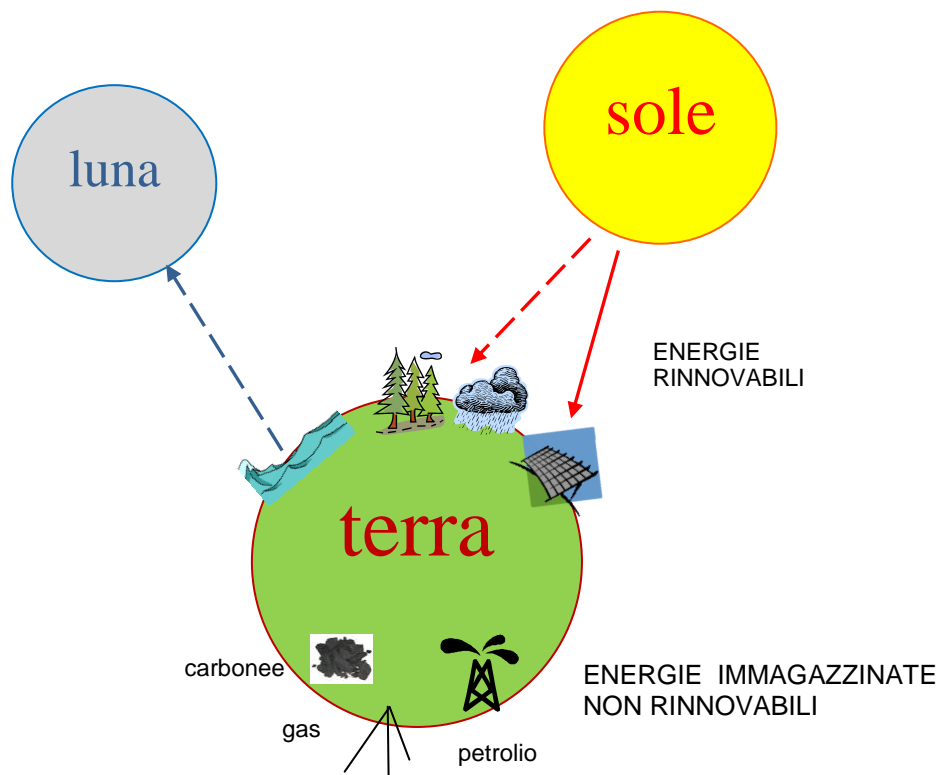 sole
luna
ENERGIE
RINNOVABILI
terra
carbonee
ENERGIE IMMAGAZZINATE
NON RINNOVABILI
gas
petrolio